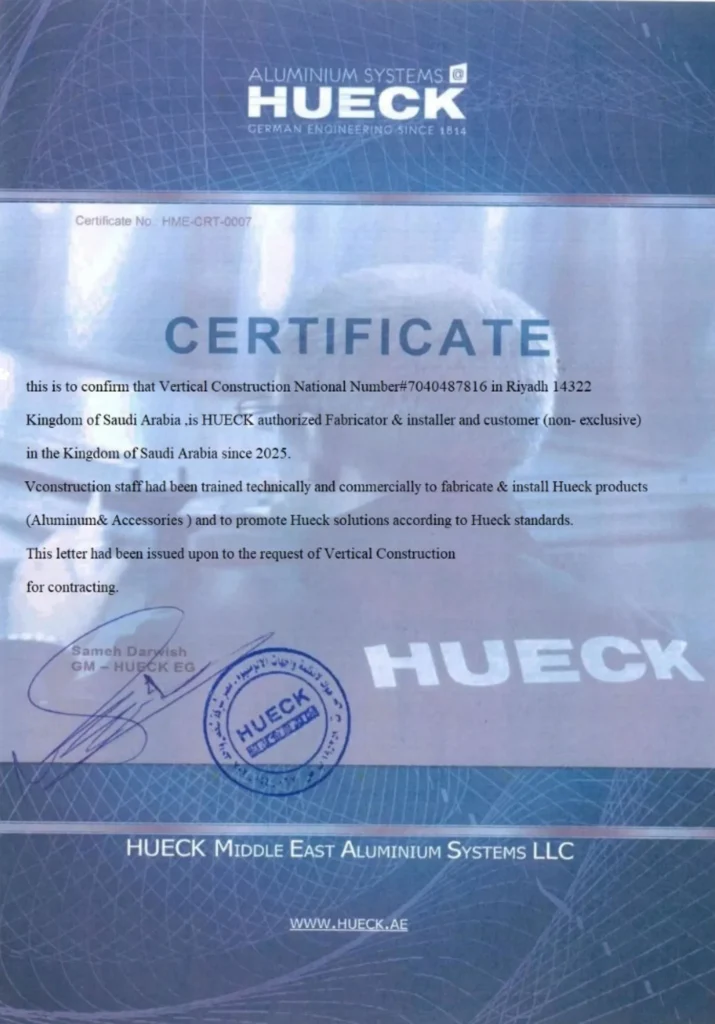 ALUMINIUM SYSTEMS @
HUECK
GERMAN ENGINEERING SINCE 1814
Certificate No. HME-CRT-0007
CERTIFICATE
this is to confirm that Vertical Construction National Number#7040487816 in Riyadh 14322
Kingdom of Saudi Arabia ,is HUECK authorized Fabricator & installer and customer (non- exclusive)
in the Kingdom of Saudi Arabia since 2025.
Vconstruction staff had been trained technically and commercially to fabricate & install Hueck products
(Aluminum& Accessories ) and to promote Hueck solutions according to Hueck standards.
This letter had been issued upon to the request of Vertical Construction
for contracting.
Sameh Darwish
GM – HUECK EG
HUECK
HUECK
HUECK MIDDLE EAST ALUMINIUM SYSTEMS LLC
WWW.HUECK.AE